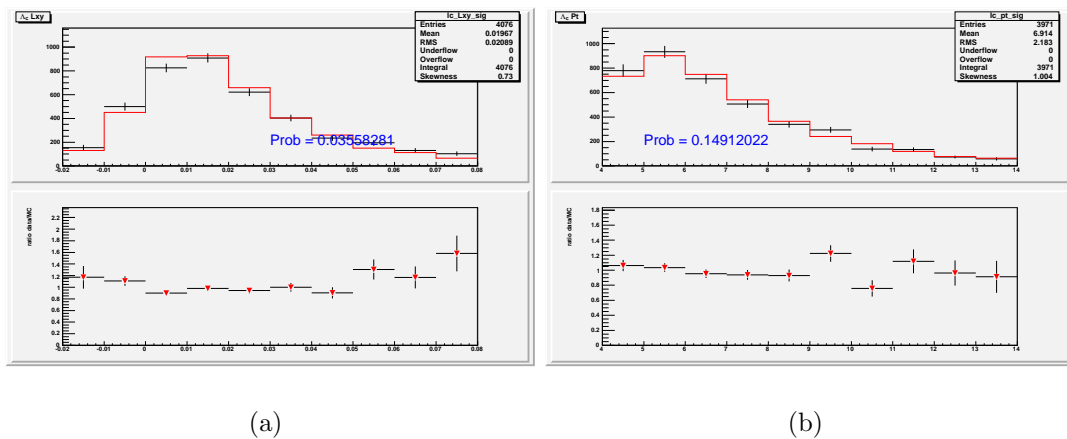 Λc Lxy
lc_Lxy_sig
Entries 4076
Mean 0.01967
RMS 0.02089
Underflow 0
Overflow 0
Integral 4076
Skewness 0.73
1000
800
600
400
200
0
Prob = 0.03558281
-0.02 -0.01 0 0.01 0.02 0.03 0.04 0.05 0.06 0.07 0.08
ratio data/MC
2.2
2
1.8
1.6
1.4
1.2
1
0.8
0.6
0.4
0.2
0
-0.02 -0.01 0 0.01 0.02 0.03 0.04 0.05 0.06 0.07 0.08
(a)
Λc Pt
lc_pt_sig
Entries 3971
Mean 6.914
RMS 2.183
Underflow 0
Overflow 0
Integral 3971
Skewness 1.004
1000
800
600
400
200
0
Prob = 0.14912022
4 5 6 7 8 9 10 11 12 13 14
ratio data/MC
1.8
1.6
1.4
1.2
1
0.8
0.6
0.4
0.2
0
4 5 6 7 8 9 10 11 12 13 14
(b)